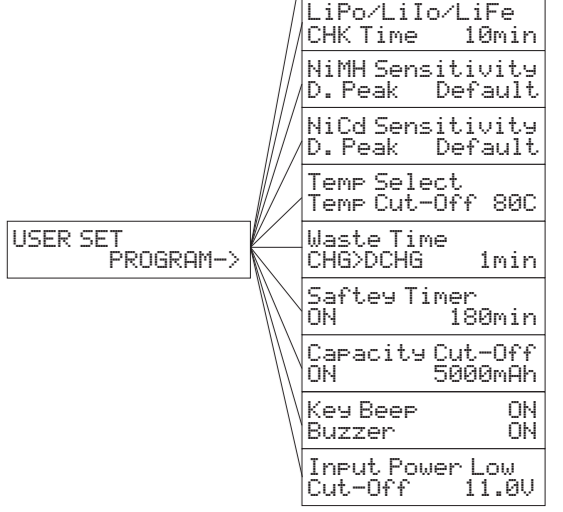 LiPo/LiIo/LiFe
CHK Time 10min
NiMH Sensitivity
D. Peak Default
NiCd Sensitivity
D. Peak Default
Temp Select
Temp Cut-Off 80C
USER SET
PROGRAM->
Waste Time
CHG>DCHG 1min
Saftey Timer
ON 180min
Capacity Cut-Off
ON 5000mAh
Key Beep ON
Buzzer ON
Input Power Low
Cut-Off 11.0V